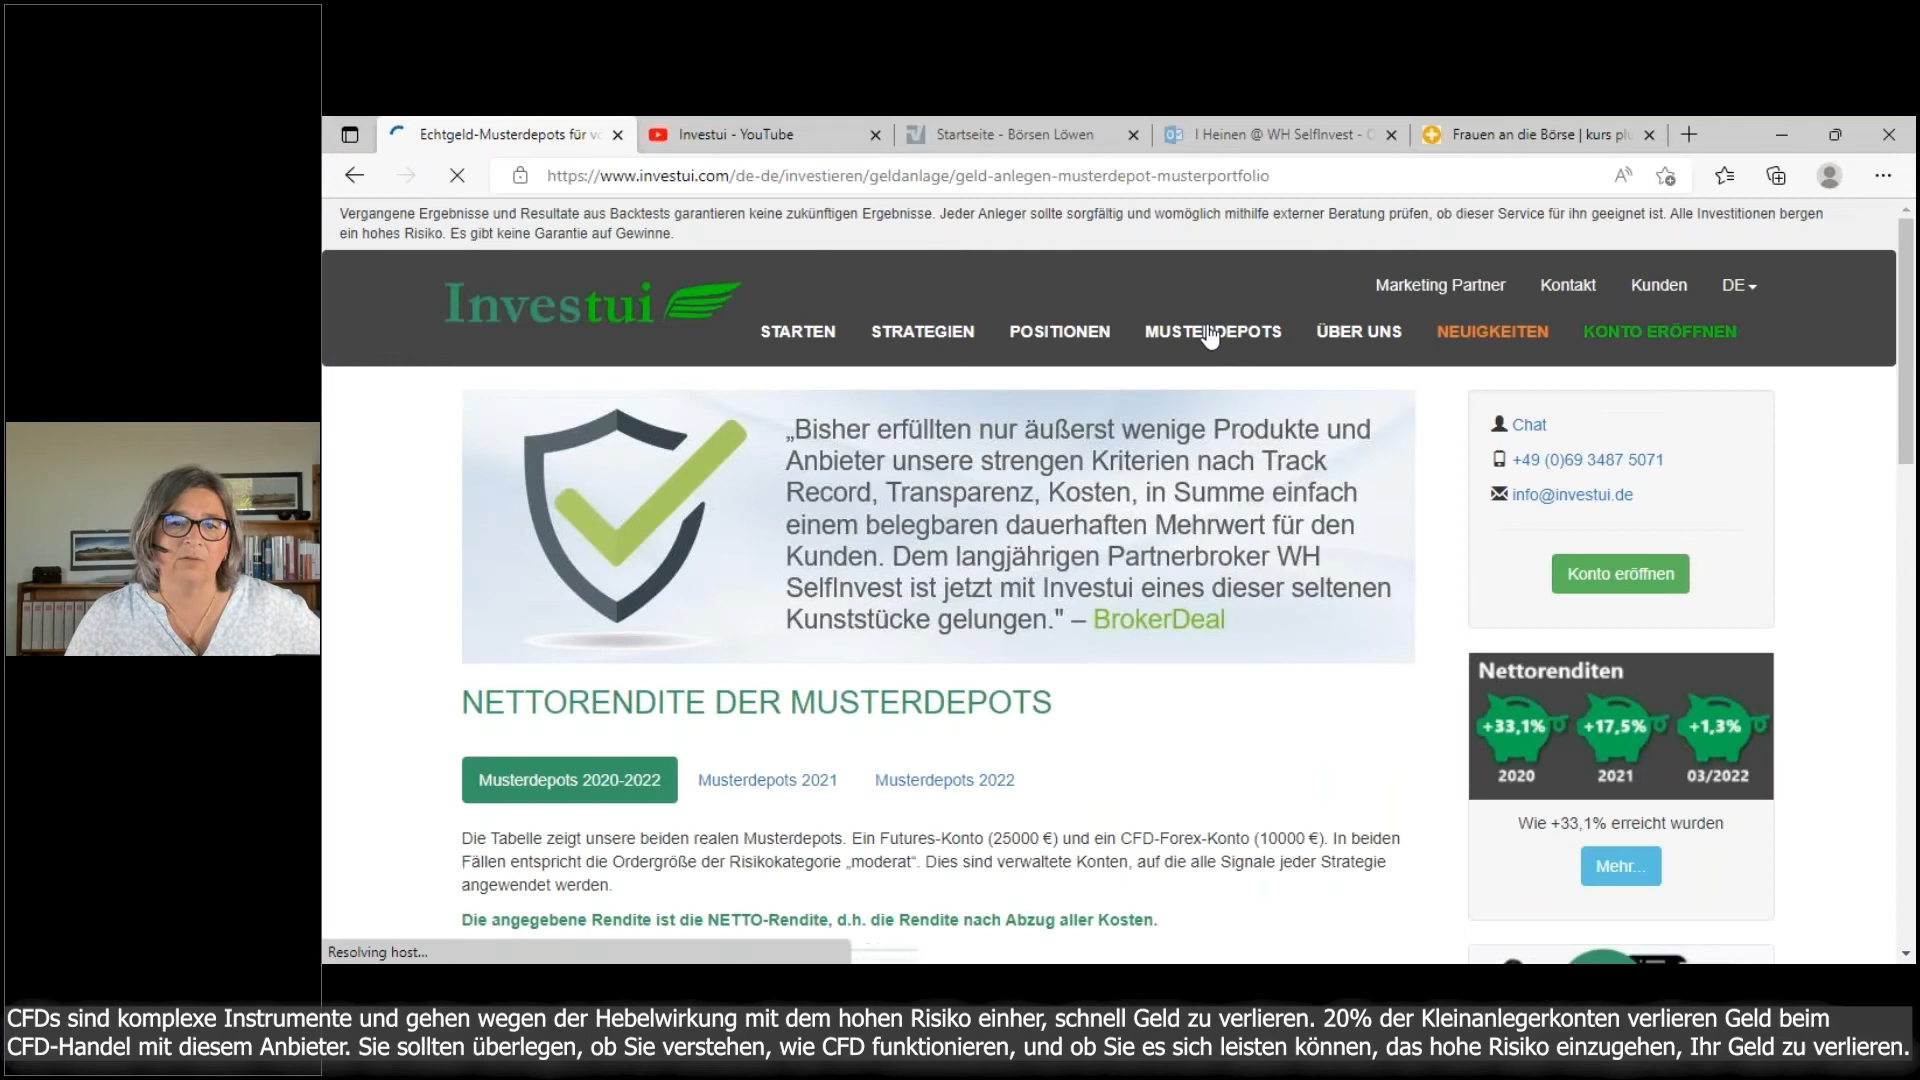 Echtgeld-Musterdepots für vo
Investui - YouTube
Startseite - Börsen Löwen
I Heinen @ WH SelfInvest - O
Frauen an die Börse | kurs plu
https://www.investui.com/de-de/investieren/geldanlage/geld-anlegen-musterdepot-musterportfolio
Vergangene Ergebnisse und Resultate aus Backtests garantieren keine zukünftigen Ergebnisse. Jeder Anleger sollte sorgfältig und womöglich mithilfe externer Beratung prüfen, ob dieser Service für ihn geeignet ist. Alle Investitionen bergen
ein hohes Risiko. Es gibt keine Garantie auf Gewinne.
Investui
Marketing Partner
Kontakt
Kunden
DE
STARTEN
STRATEGIEN
POSITIONEN
MUSTERDEPOTS
ÜBER UNS
NEUIGKEITEN
KONTO ERÖFFNEN
„Bisher erfüllten nur äußerst wenige Produkte und
Anbieter unsere strengen Kriterien nach Track
Record, Transparenz, Kosten, in Summe einfach
einem belegbaren dauerhaften Mehrwert für den
Kunden. Dem langjährigen Partnerbroker WH
SelfInvest ist jetzt mit Investui eines dieser seltenen
Kunststücke gelungen." – BrokerDeal
Chat
+49 (0)69 3487 5071
info@investui.de
Konto eröffnen
NETTORENDITE DER MUSTERDEPOTS
Musterdepots 2020-2022
Musterdepots 2021
Musterdepots 2022
Die Tabelle zeigt unsere beiden realen Musterdepots. Ein Futures-Konto (25000 €) und ein CFD-Forex-Konto (10000 €). In beiden
Fällen entspricht die Ordergröße der Risikokategorie „moderat“. Dies sind verwaltete Konten, auf die alle Signale jeder Strategie
angewendet werden.
Die angegebene Rendite ist die NETTO-Rendite, d.h. die Rendite nach Abzug aller Kosten.
Nettorenditen
+33,1%
+17,5%
+1,3%
2020
2021
03/2022
Wie +33,1% erreicht wurden
Mehr...
Resolving host...
CFDs sind komplexe Instrumente und gehen wegen der Hebelwirkung mit dem hohen Risiko einher, schnell Geld zu verlieren. 20% der Kleinanlegerkonten verlieren Geld beim
CFD-Handel mit diesem Anbieter. Sie sollten überlegen, ob Sie verstehen, wie CFD funktionieren, und ob Sie es sich leisten können, das hohe Risiko einzugehen, Ihr Geld zu verlieren.